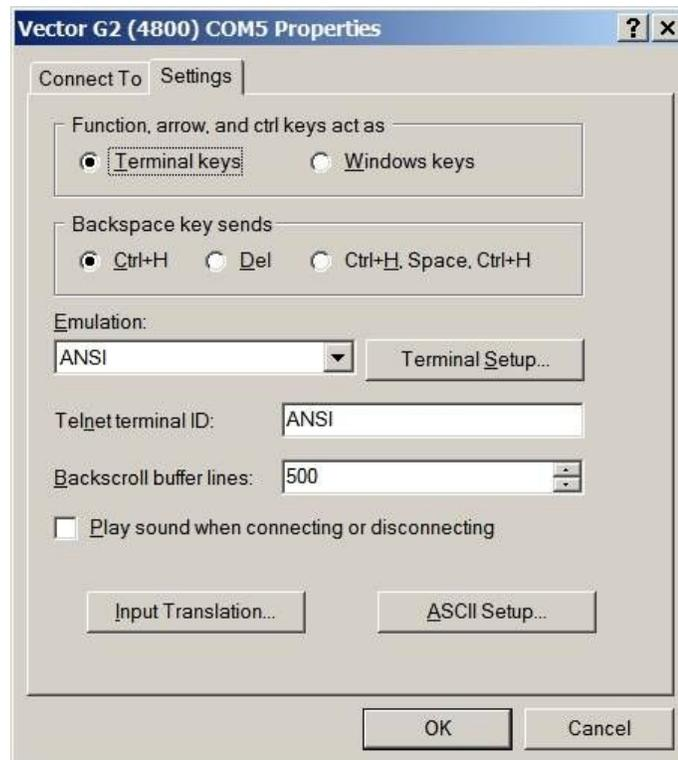 Vector G2 (4800) COM5 Properties
Connect To Settings
Function, arrow, and ctrl keys act as
Terminal keys Windows keys
Backspace key sends
Ctrl+H Del Ctrl+H, Space, Ctrl+H
Emulation:
ANSI Terminal Setup...
Telnet terminal ID: ANSI
Backscroll buffer lines: 500
Play sound when connecting or disconnecting
Input Translation... ASCII Setup...
OK Cancel